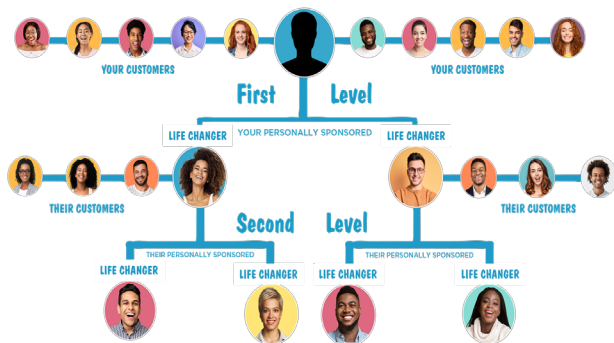 YOUR CUSTOMERS
YOUR CUSTOMERS
First Level
LIFE CHANGER
YOUR PERSONALLY SPONSORED
LIFE CHANGER
THEIR CUSTOMERS
THEIR CUSTOMERS
Second Level
THEIR PERSONALLY SPONSORED
THEIR PERSONALLY SPONSORED
LIFE CHANGER
LIFE CHANGER
LIFE CHANGER
LIFE CHANGER